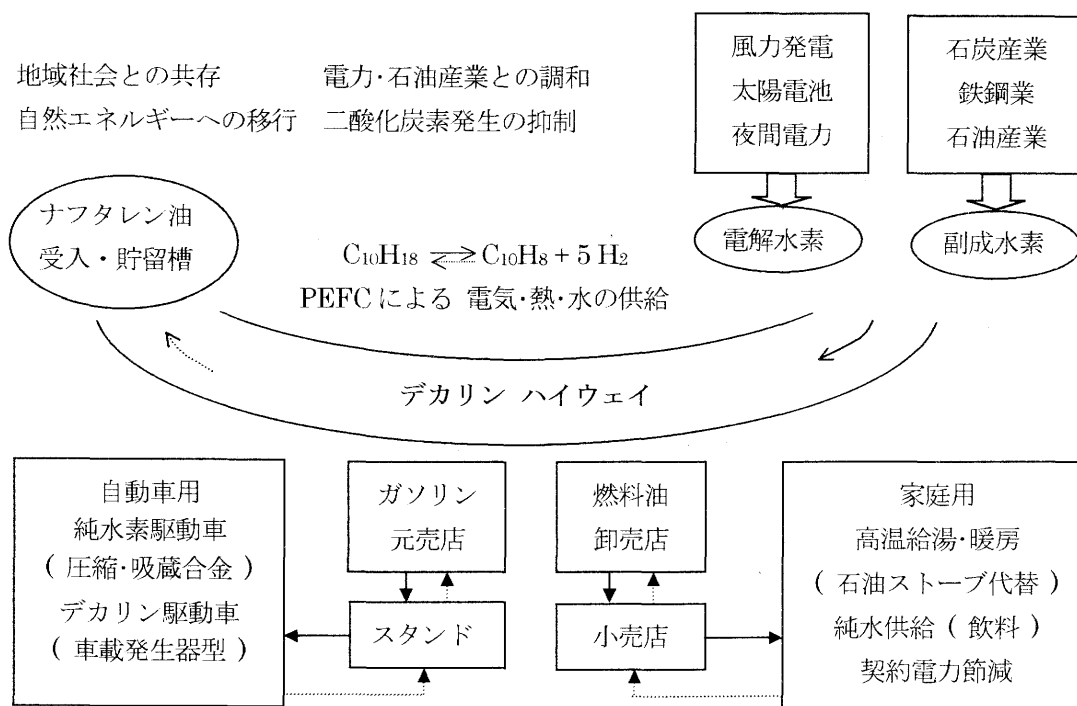 地域社会との共存
電力・石油産業との調和
自然エネルギーへの移行
二酸化炭素発生の抑制
風力発電
太陽電池
夜間電力
石炭産業
鉄鋼業
石油産業
電解水素
副成水素
ナフタレン油
受入・貯留槽
C₁₀H₁₈ ⇌ C₁₀H₈ + 5 H₂
PEFC による 電気・熱・水の供給
デカリン ハイウェイ
自動車用
純水素駆動車
( 圧縮・吸蔵合金 )
デカリン駆動車
( 車載発生器型 )
ガソリン
元売店
スタンド
燃料油
卸売店
小売店
家庭用
高温給湯・暖房
( 石油ストーブ代替 )
純水供給 ( 飲料 )
契約電力節減